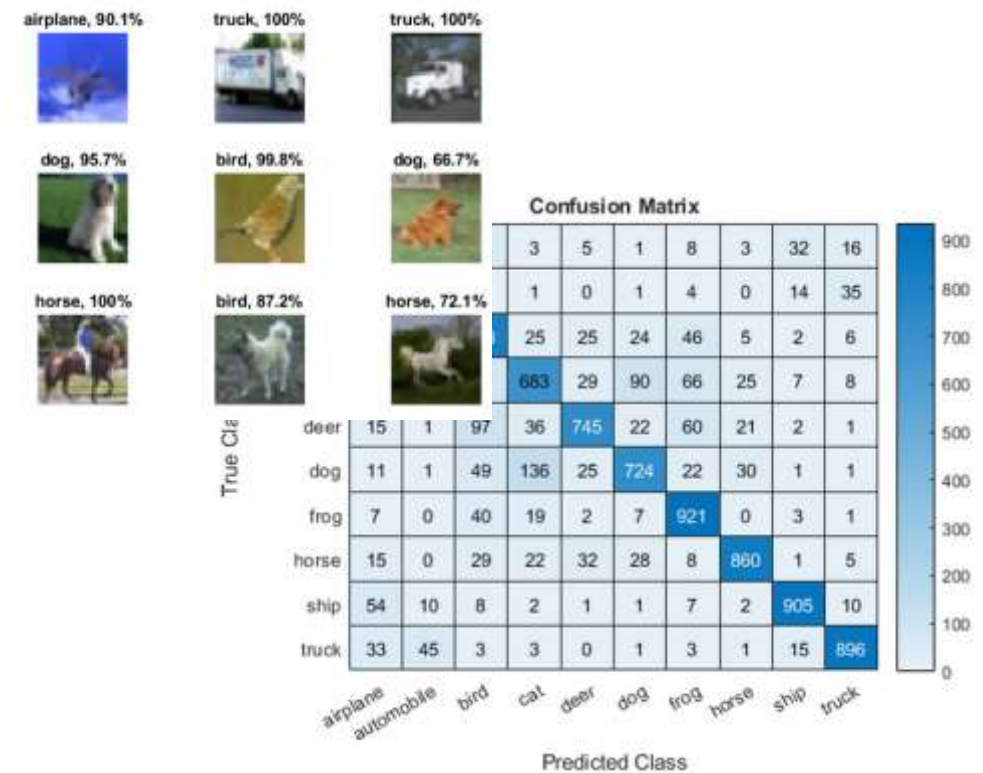 airplane, 90.1% truck, 100% truck, 100%
dog, 95.7% bird, 99.8% dog, 66.7%
horse, 100% bird, 87.2% horse, 72.1%
Confusion Matrix
3 5 1 8 3 32 16
1 0 1 4 0 14 35
25 25 24 46 5 2 6
683 29 90 66 25 7 8
deer 15 1 97 36 745 22 60 21 2 1
dog 11 1 49 136 25 724 22 30 1 1
frog 7 0 40 19 2 7 921 0 3 1
horse 15 0 29 22 32 28 8 860 1 5
ship 54 10 8 2 1 1 7 2 905 10
truck 33 45 3 3 0 1 3 1 15 896
airplane automobile bird cat deer dog frog horse ship truck
Predicted Class
True Cla
900
800
700
600
500
400
300
200
100
0